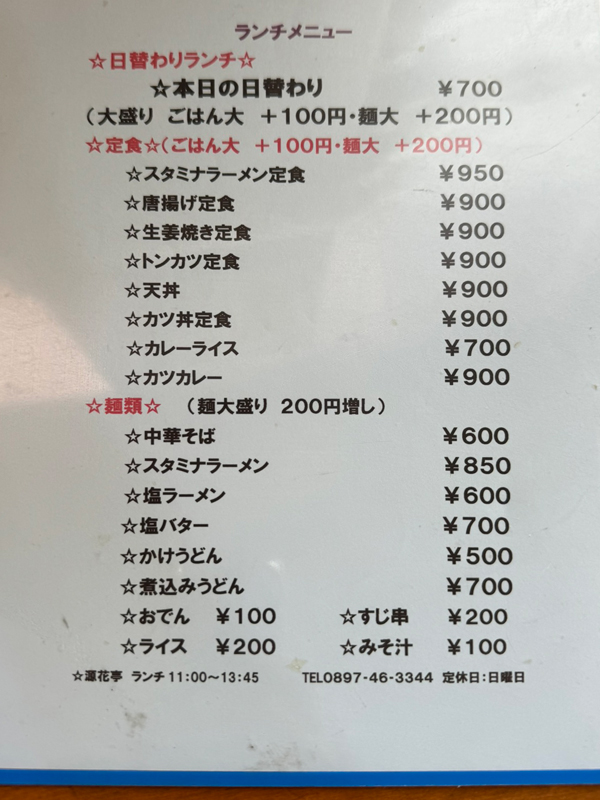 ランチメニュー
☆日替わりランチ☆
☆本日の日替わり ￥700
(大盛り ごはん大 ＋100円・麺大 ＋200円)
☆定食☆(ごはん大 ＋100円・麺大 ＋200円)
☆スタミナラーメン定食 ￥950
☆唐揚げ定食 ￥900
☆生姜焼き定食 ￥900
☆トンカツ定食 ￥900
☆天丼 ￥900
☆カツ丼定食 ￥900
☆カレーライス ￥700
☆カツカレー ￥900
☆麺類☆ (麺大盛り 200円増し)
☆中華そば ￥600
☆スタミナラーメン ￥850
☆塩ラーメン ￥600
☆塩バター ￥700
☆かけうどん ￥500
☆煮込みうどん ￥700
☆おでん ￥100 ☆すじ串 ￥200
☆ライス ￥200 ☆みそ汁 ￥100
☆源花亭 ランチ11:00～13:45 TEL0897-46-3344 定休日:日曜日